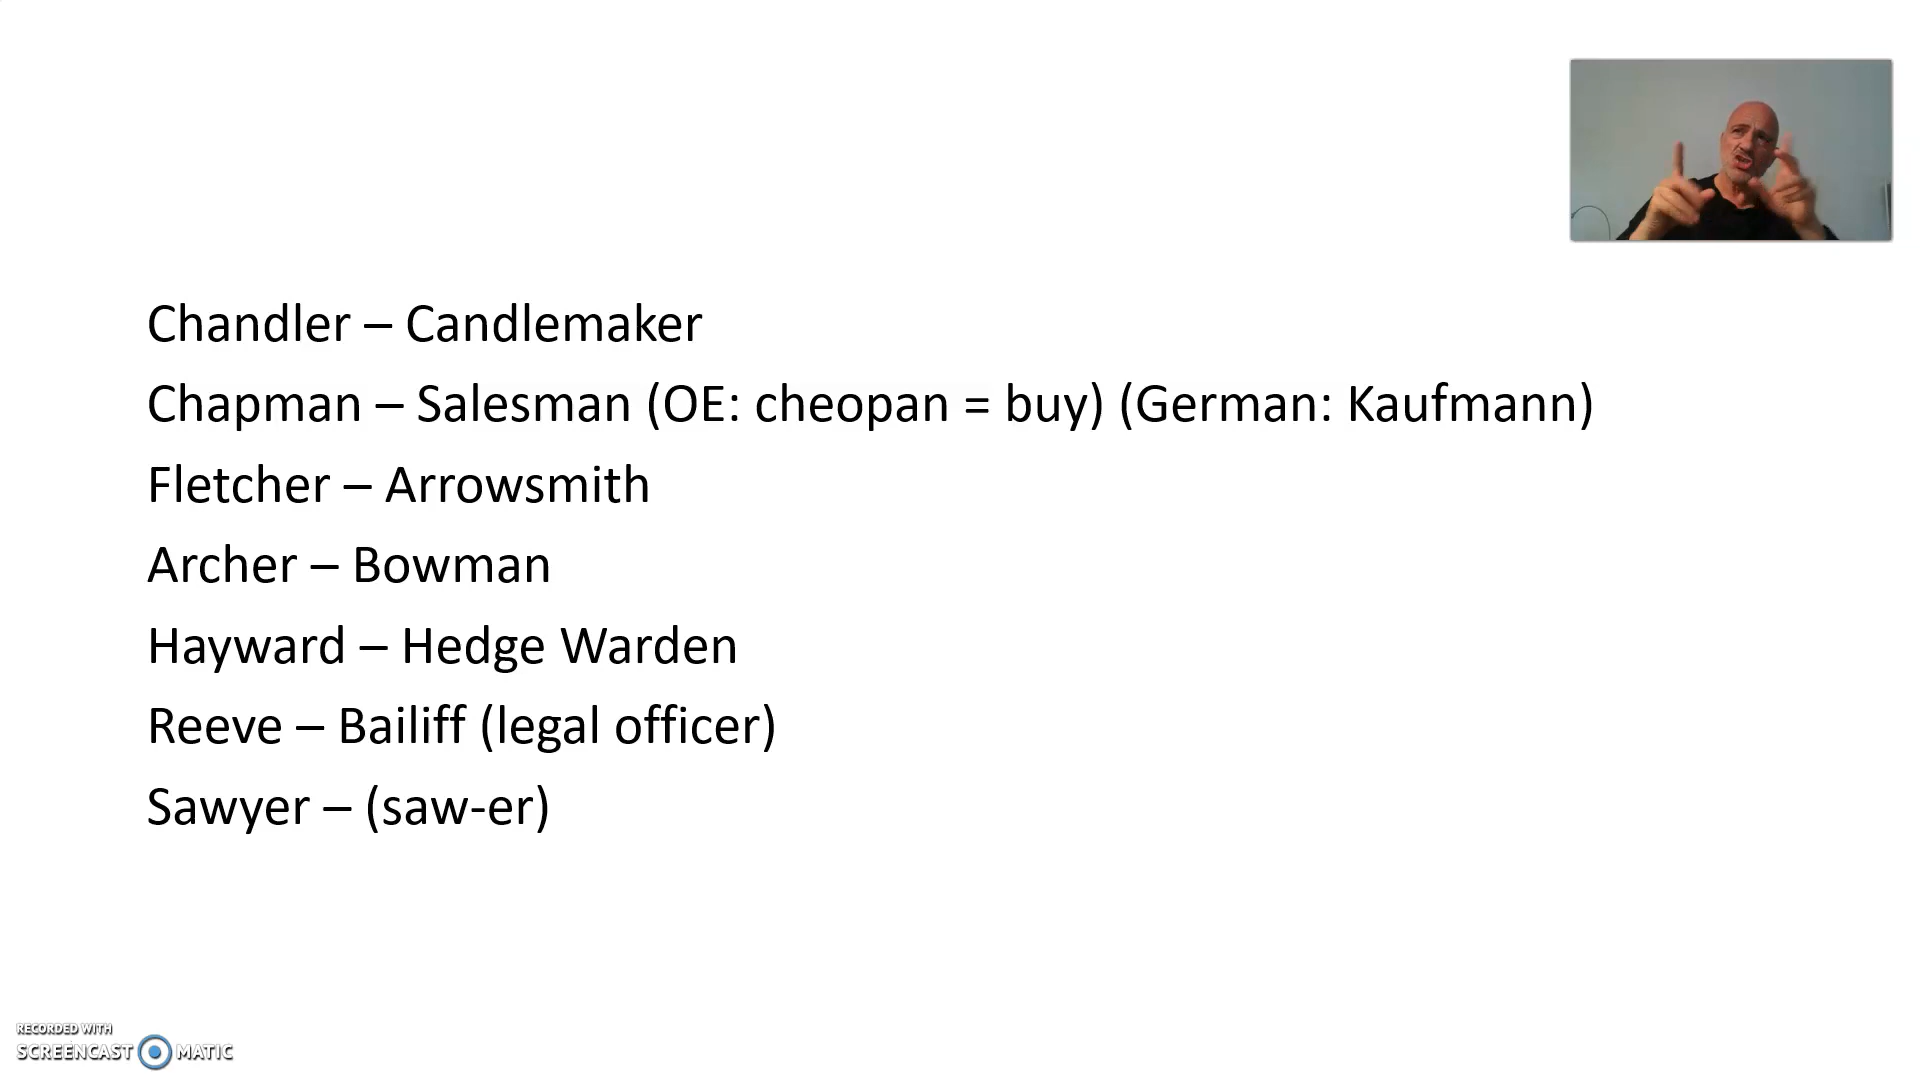 Chandler – Candlemaker
Chapman – Salesman (OE: cheopan = buy) (German: Kaufmann)
Fletcher – Arrowsmith
Archer – Bowman
Hayward – Hedge Warden
Reeve – Bailiff (legal officer)
Sawyer – (saw-er)
RECORDED WITH
SCREENCAST MATIC